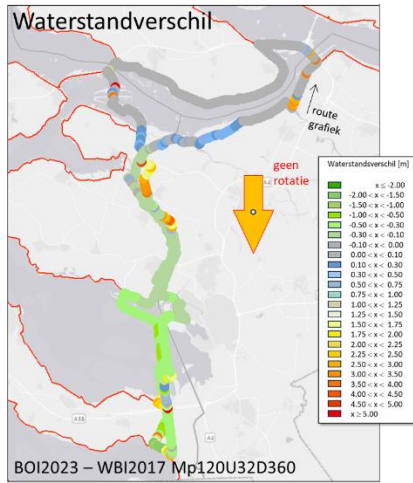 Waterstandverschil
route
grafiek
geen
rotatie
Waterstandverschil [m]
x ≤ -2.00
-2.00 < x < -1.50
-1.50 < x < -1.00
-1.00 < x < -0.50
-0.50 < x < -0.30
-0.30 < x < -0.10
-0.10 < x < 0.00
0.00 < x < 0.10
0.10 < x < 0.30
0.30 < x < 0.50
0.50 < x < 0.75
0.75 < x < 1.00
1.00 < x < 1.25
1.25 < x < 1.50
1.50 < x < 1.75
1.75 < x < 2.00
2.00 < x < 2.25
2.25 < x < 2.50
2.50 < x < 3.00
3.00 < x < 3.50
3.50 < x < 4.00
4.00 < x < 4.50
4.50 < x < 5.00
x ≥ 5.00
A58
BOI2023 – WBI2017 Mp120U32D360